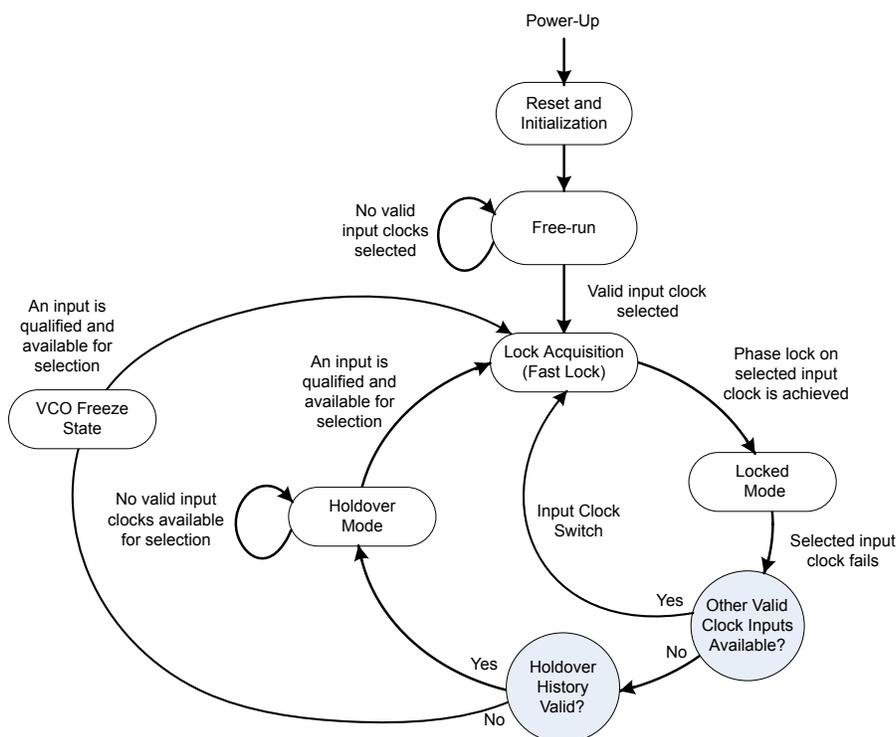 Power-Up
Reset and
Initialization
No valid
input clocks
selected
Free-run
Valid input clock
selected
An input is
qualified and
available for
selection
Lock Acquisition
(Fast Lock)
An input is
qualified and
available for
selection
Phase lock on
selected input
clock is achieved
VCO Freeze
State
Locked
Mode
No valid input
clocks available
for selection
Holdover
Mode
Input Clock
Switch
Selected input
clock fails
Yes
Other Valid
Clock Inputs
Available?
No
Yes
Holdover
History
Valid?
No